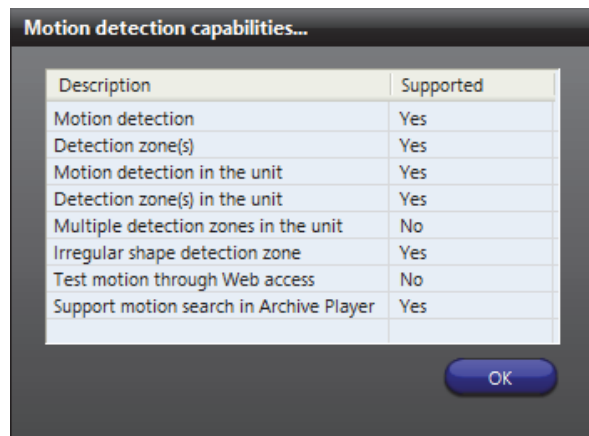 Motion detection capabilities...
Description Supported
Motion detection Yes
Detection zone(s) Yes
Motion detection in the unit Yes
Detection zone(s) in the unit Yes
Multiple detection zones in the unit No
Irregular shape detection zone Yes
Test motion through Web access No
Support motion search in Archive Player Yes
OK